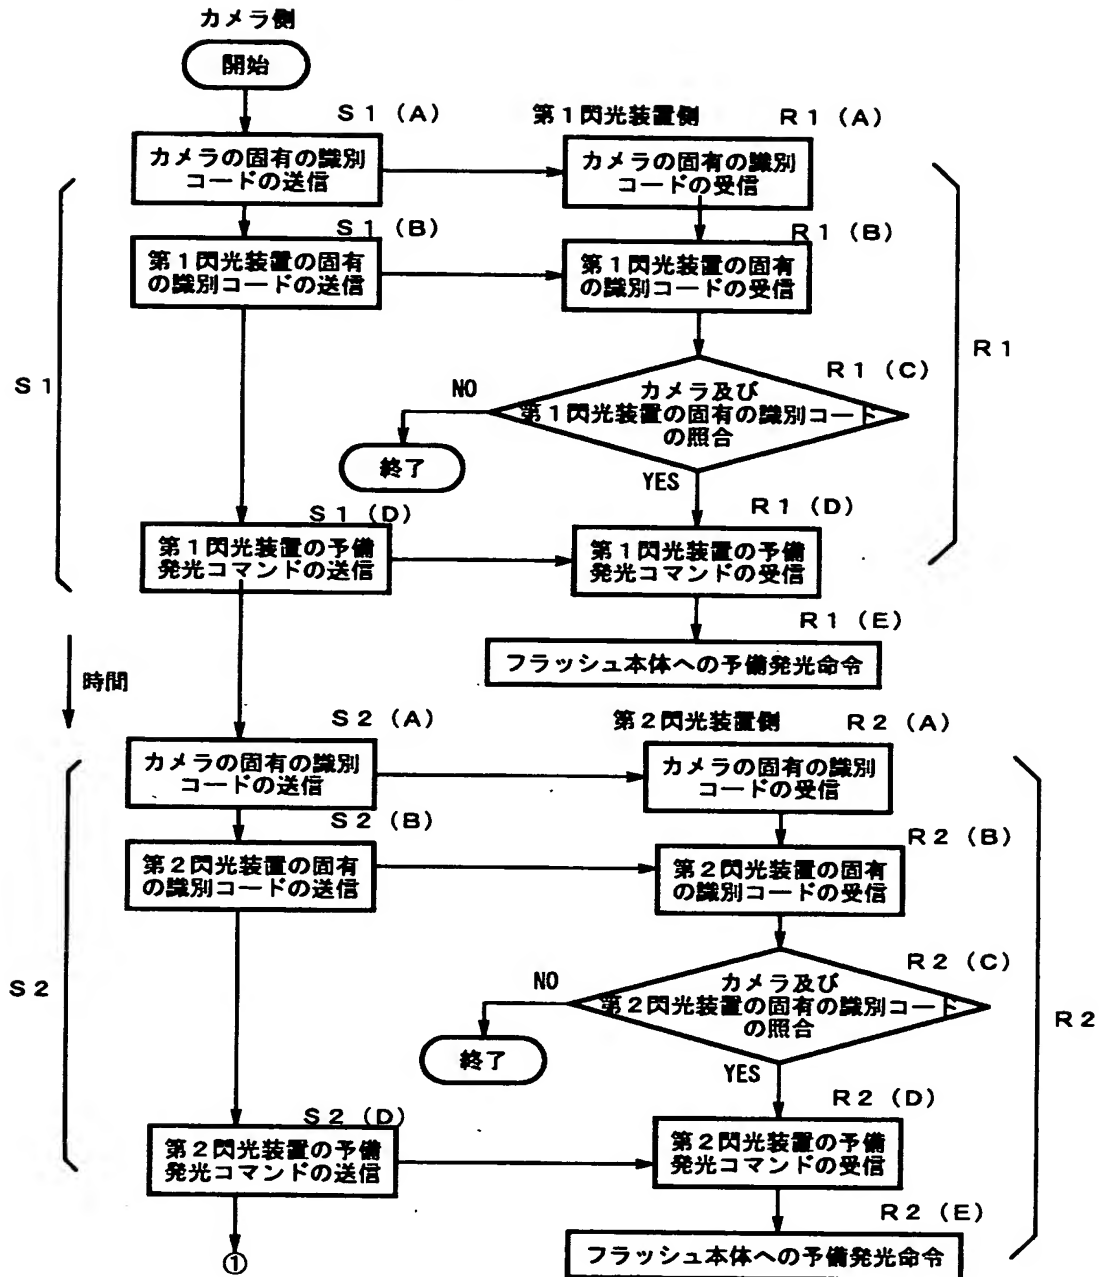 カメラ側
開始
S1(A)
第1閃光装置側
R1(A)
カメラの固有の識別
コードの送信
カメラの固有の識別
コードの受信
S1(B)
R1(B)
第1閃光装置の固有
の識別コードの送信
第1閃光装置の固有
の識別コードの受信
S1
R1
R1(C)
NO
カメラ及び
第1閃光装置の固有の識別コード
の照合
終了
YES
S1(D)
R1(D)
第1閃光装置の予備
発光コマンドの送信
第1閃光装置の予備
発光コマンドの受信
R1(E)
フラッシュ本体への予備発光命令
時間
S2(A)
第2閃光装置側
R2(A)
カメラの固有の識別
コードの送信
カメラの固有の識別
コードの受信
S2(B)
R2(B)
第2閃光装置の固有
の識別コードの送信
第2閃光装置の固有
の識別コードの受信
S2
R2
R2(C)
NO
カメラ及び
第2閃光装置の固有の識別コード
の照合
終了
YES
S2(D)
R2(D)
第2閃光装置の予備
発光コマンドの送信
第2閃光装置の予備
発光コマンドの受信
R2(E)
フラッシュ本体への予備発光命令
①